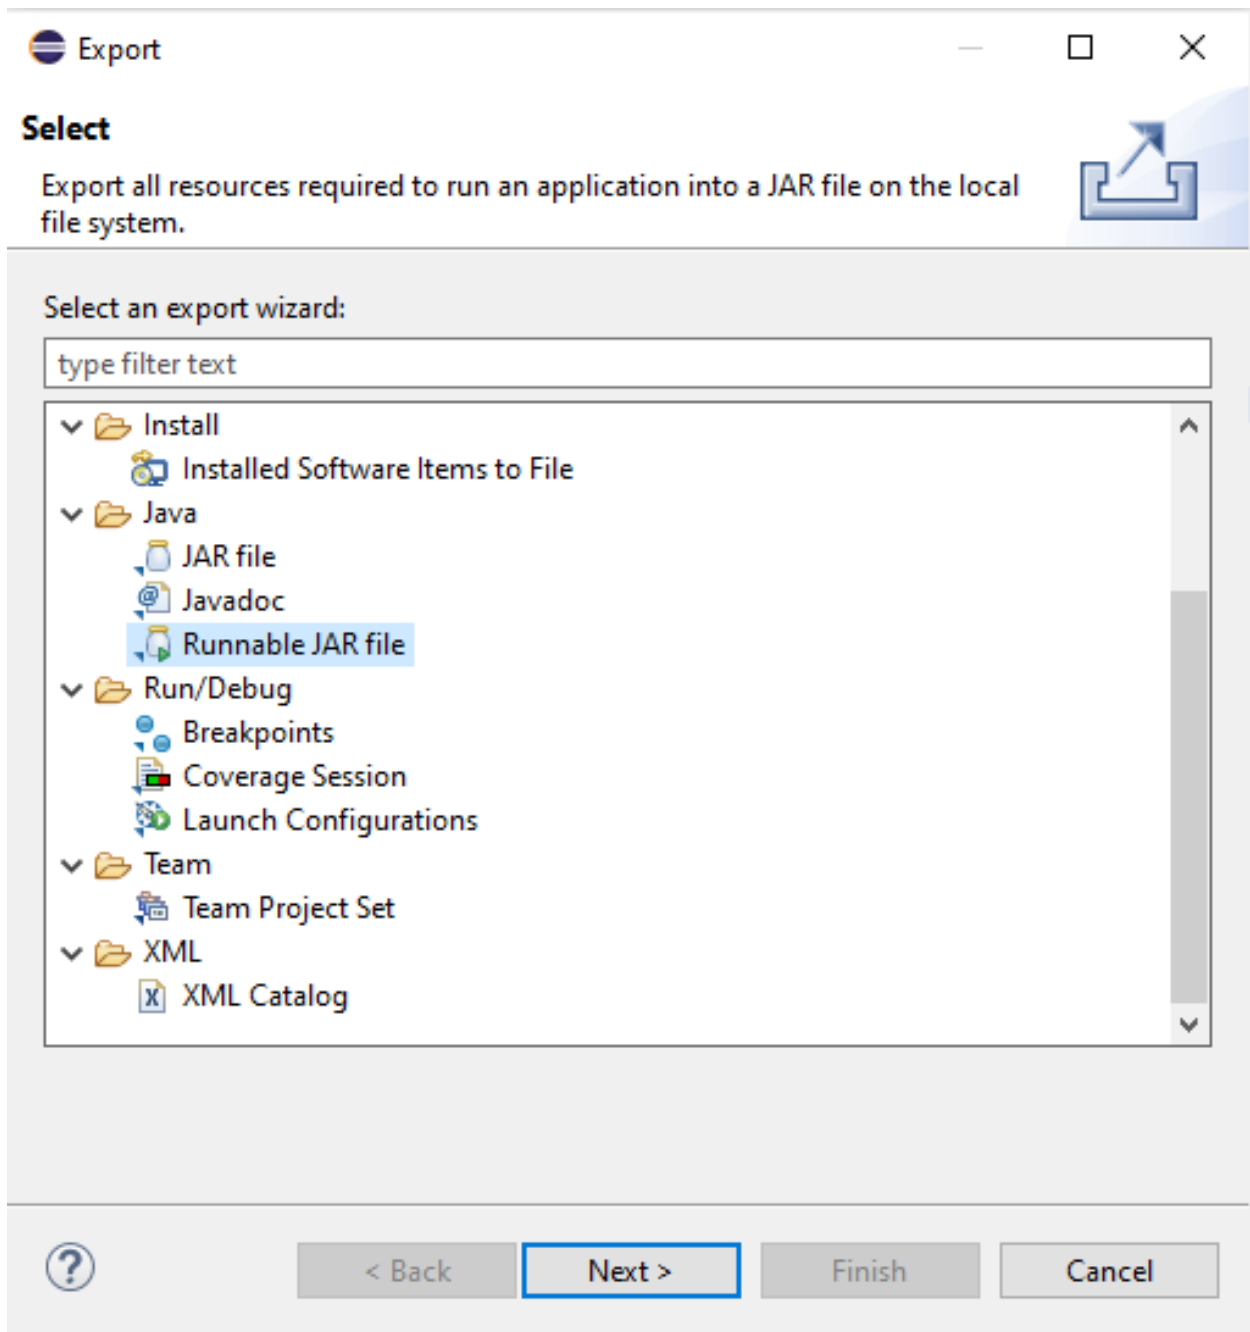 Export
Select
Export all resources required to run an application into a JAR file on the local
file system.
Select an export wizard:
type filter text
Install
Installed Software Items to File
Java
JAR file
Javadoc
Runnable JAR file
Run/Debug
Breakpoints
Coverage Session
Launch Configurations
Team
Team Project Set
XML
XML Catalog
< Back
Next >
Finish
Cancel